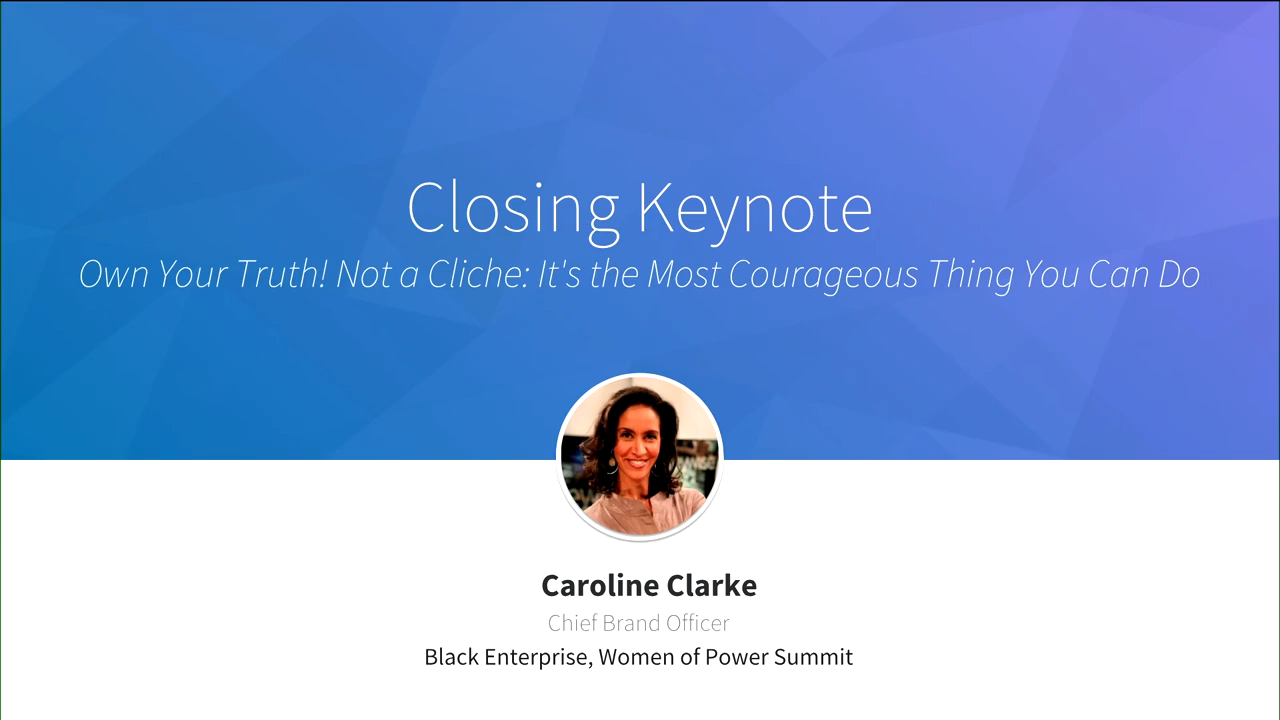 Closing Keynote
Own Your Truth! Not a Cliche: It's the Most Courageous Thing You Can Do
Caroline Clarke
Chief Brand Officer
Black Enterprise, Women of Power Summit